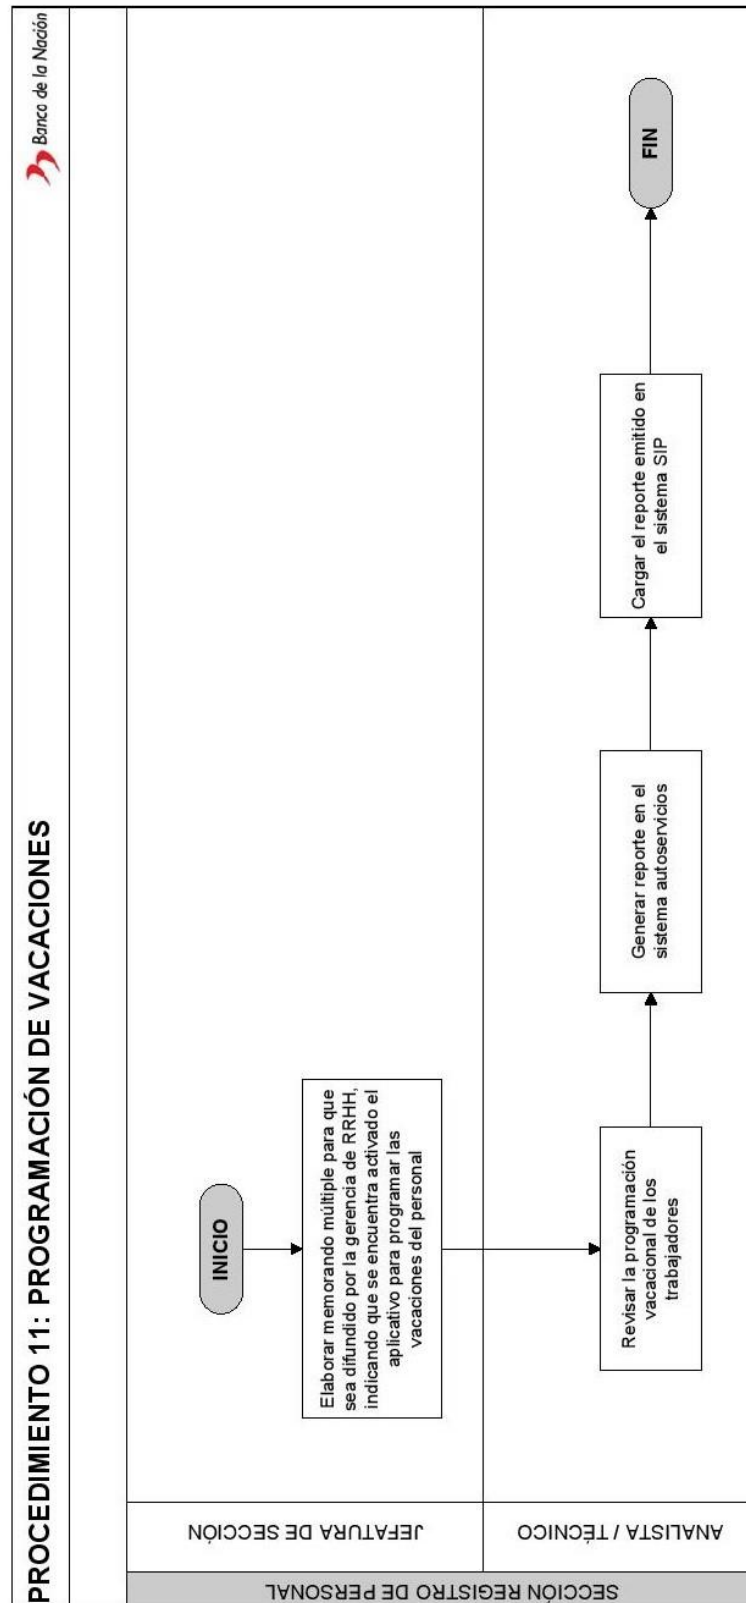 PROCEDIMIENTO 11: PROGRAMACIÓN DE VACACIONES
Banco de la Nación
SECCIÓN REGISTRO DE PERSONAL
JEFATURA DE SECCIÓN
INICIO
Elaborar memorando múltiple para que
sea difundido por la gerencia de RRHH,
indicando que se encuentra activado el
aplicativo para programar las
vacaciones del personal
ANALISTA / TÉCNICO
Revisar la programación
vacacional de los
trabajadores
Generar reporte en el
sistema autoservicios
Cargar el reporte emitido en
el sistema SIP
FIN